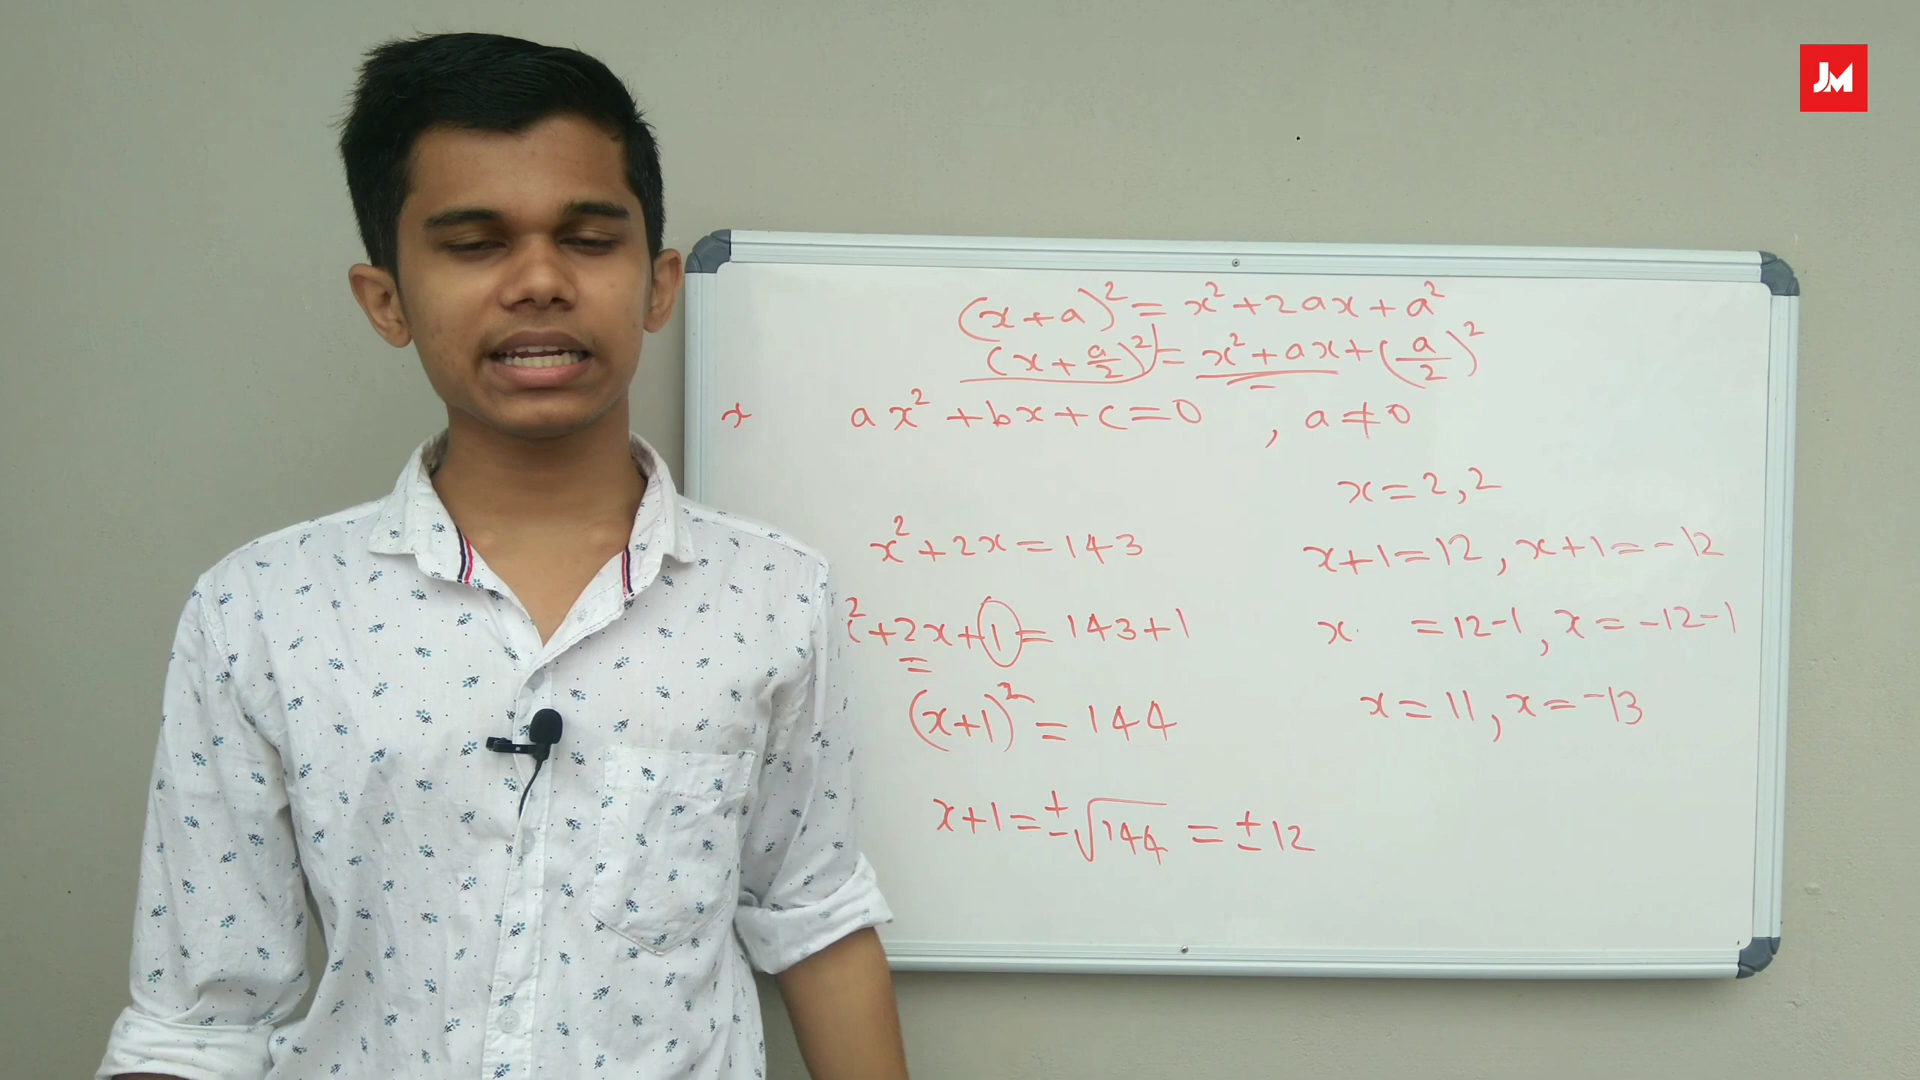 JM
(x+a)² = x²+2ax+a²
(x+a/2)² = x²+ax+(a/2)²
x ax²+bx+c=0 , a≠0
x=2,2
x²+2x=143
²+2x+1=143+1
(x+1)² = 144
x+1=±√144 = ±12
x+1=12, x+1=-12
x =12-1, x=-12-1
x=11, x=-13